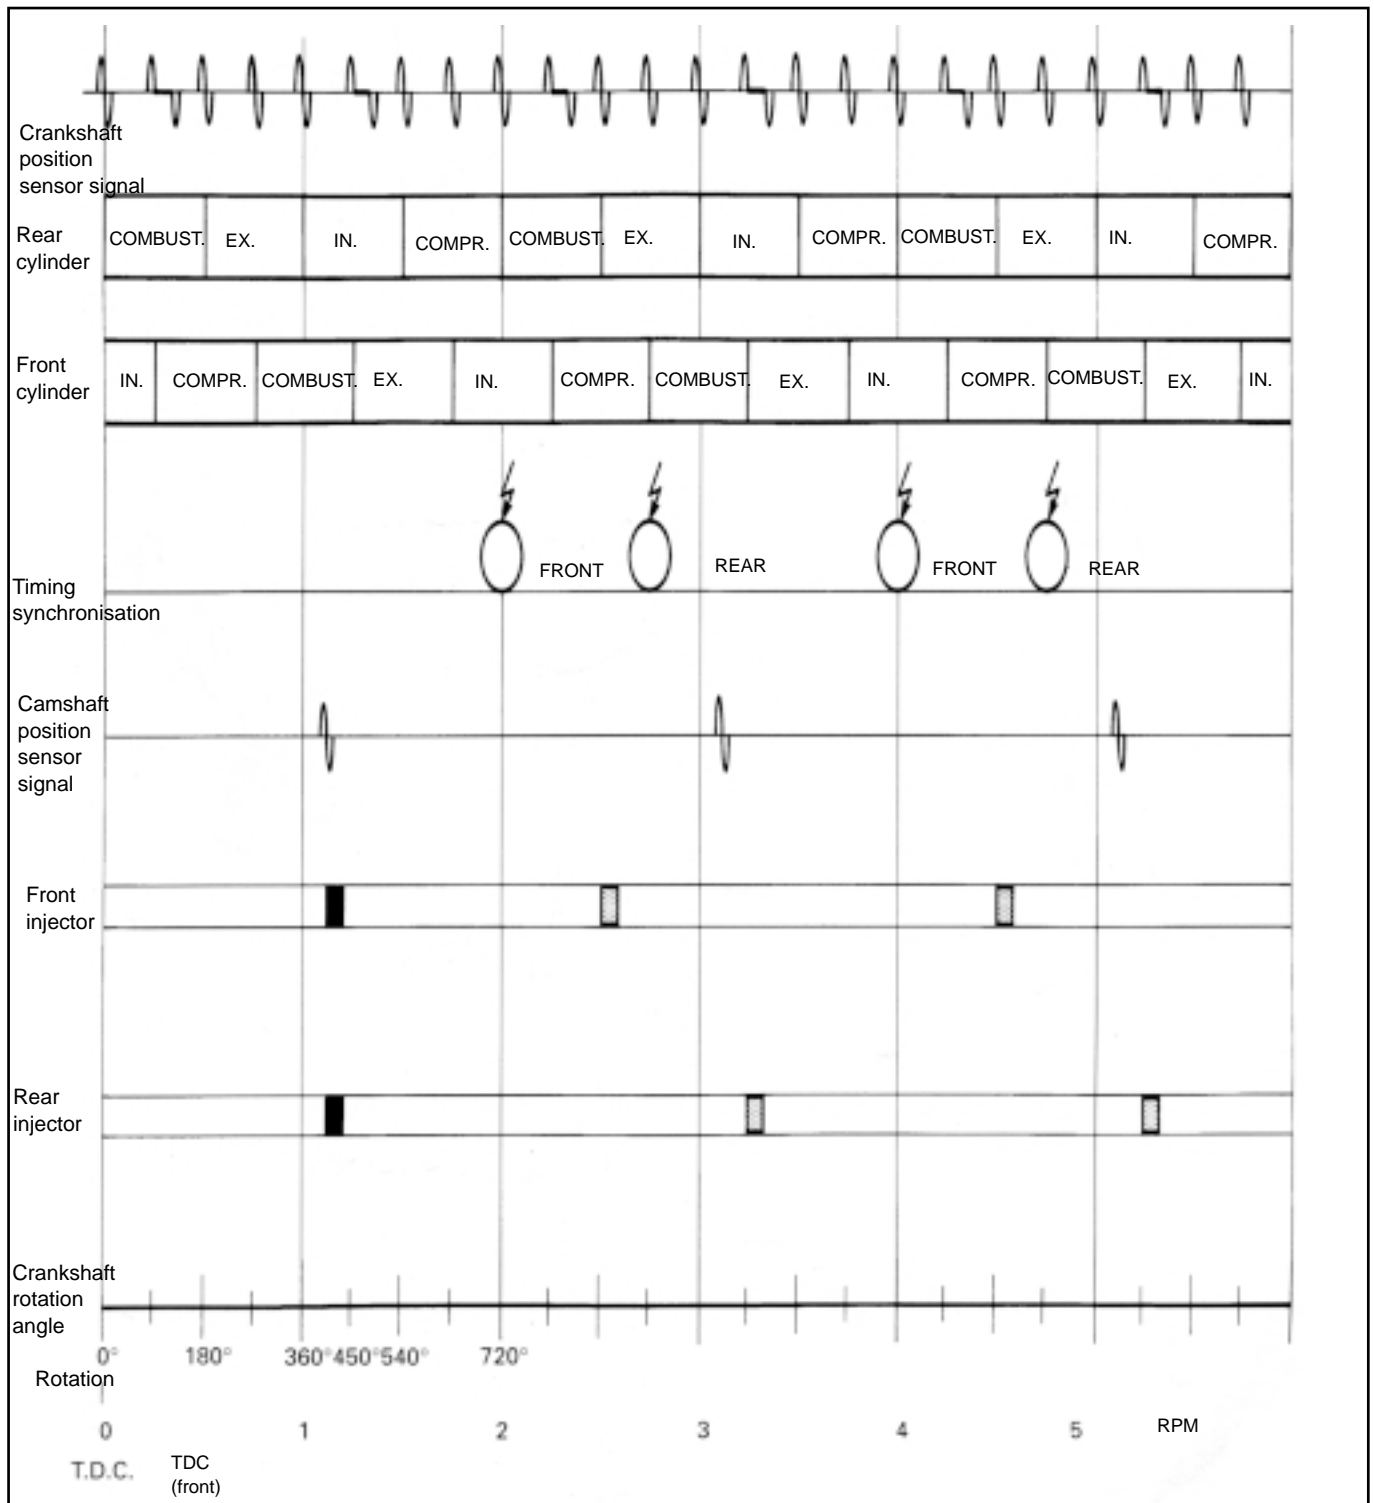 Crankshaft
position
sensor signal
Rear
cylinder
COMBUST. EX. IN. COMPR. COMBUST. EX. IN. COMPR. COMBUST. EX. IN. COMPR.
Front
cylinder
IN. COMPR. COMBUST. EX. IN. COMPR. COMBUST. EX. IN. COMPR. COMBUST. EX. IN.
FRONT REAR FRONT REAR
Timing
synchronisation
Camshaft
position
sensor
signal
Front
injector
Rear
injector
Crankshaft
rotation
angle
0° 180° 360° 450° 540° 720°
Rotation
0 1 2 3 4 5 RPM
T.D.C. TDC
(front)